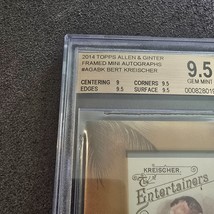 2014 TOPPS ALLEN & GINTER
FRAMED MINI AUTOGRAPHS
#AGABK BERT KREISCHER
CENTERING 9 CORNERS 9.5
EDGES 9.5 SURFACE 9.5
9.5
GEM MINT
00082801
KREISCHER.
Entertainers